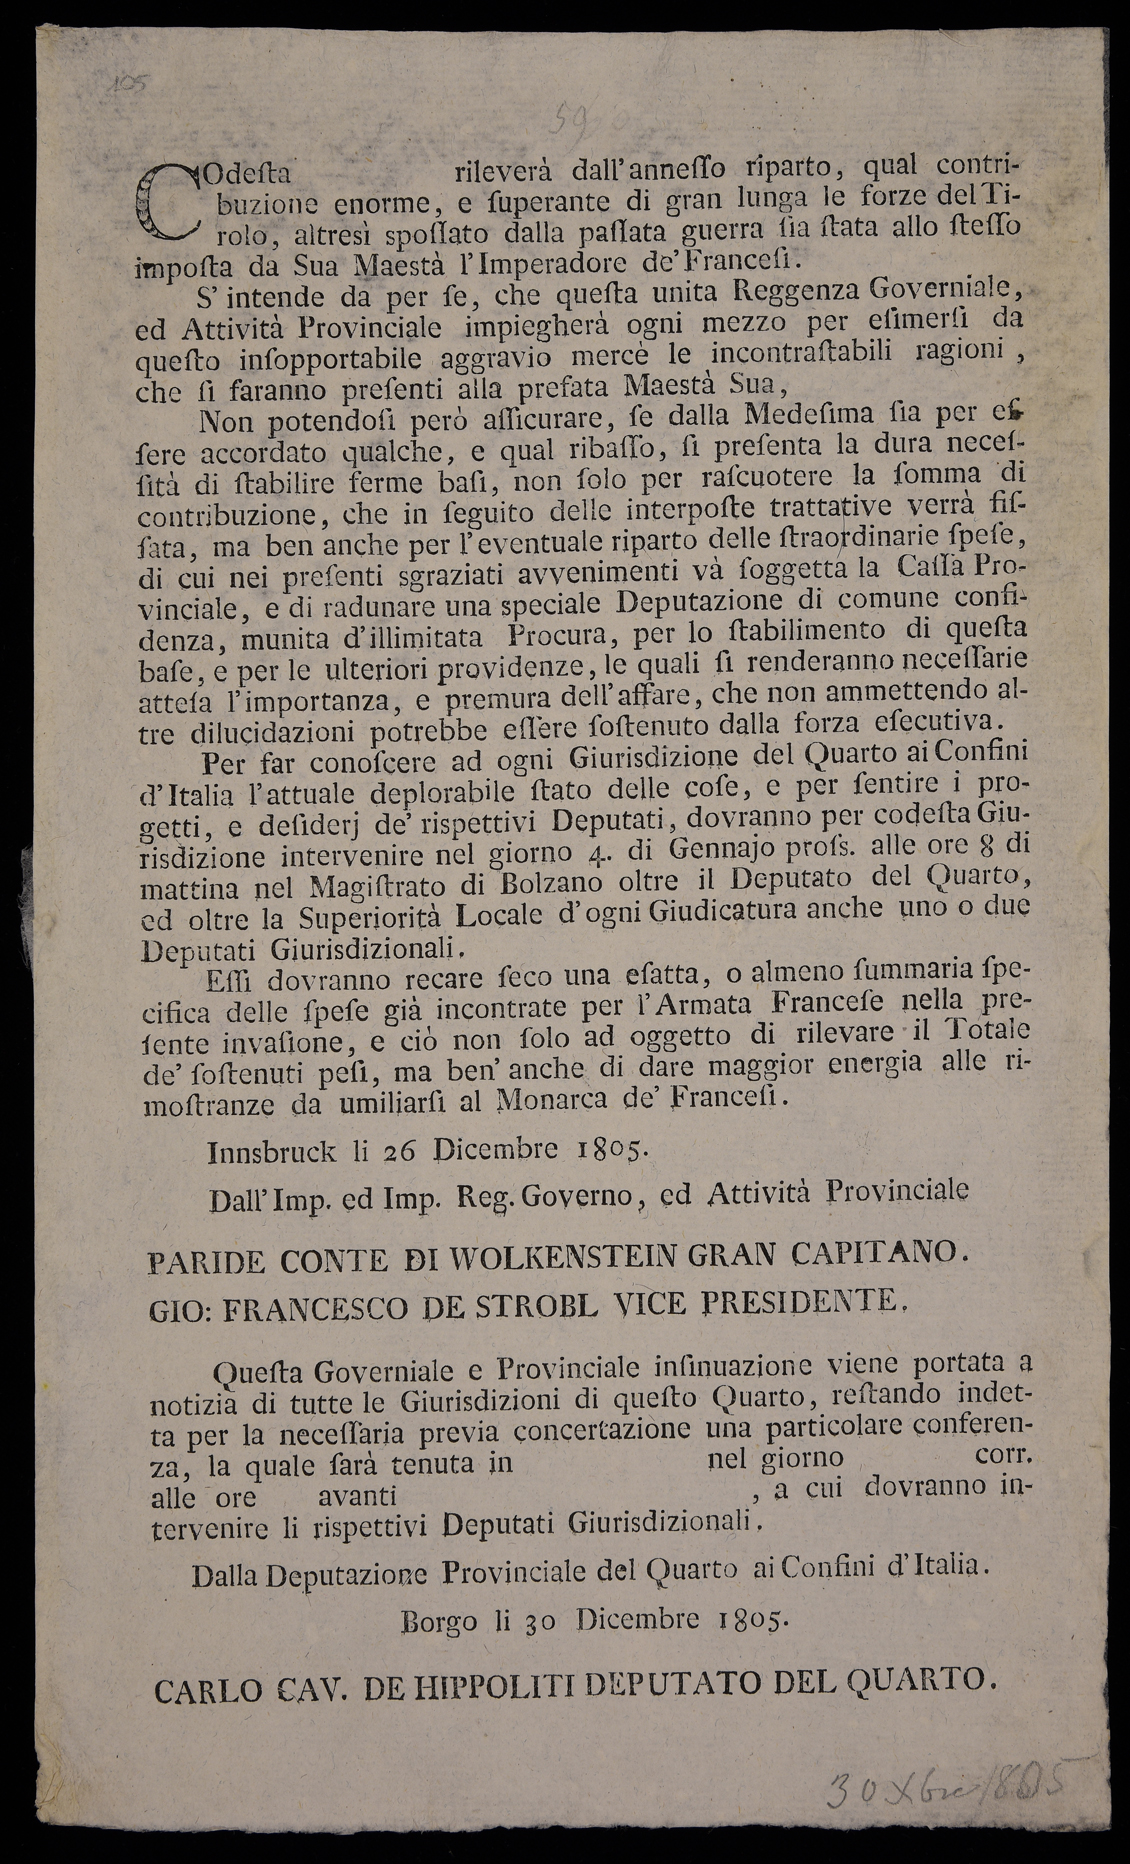 105
59
COdeſta rileverà dall'anneſſo riparto, qual contri-
buzione enorme, e ſuperante di gran lunga le forze del Ti-
rolo, altresì spoſſato dalla paſſata guerra ſia ſtata allo ſteſſo
impoſta da Sua Maestà l'Imperadore de' Franceſi.
S' intende da per ſe, che queſta unita Reggenza Governiale,
ed Attività Provinciale impiegherà ogni mezzo per eſimerſi da
queſto inſopportabile aggravio mercè le incontraſtabili ragioni ,
che ſi faranno preſenti alla prefata Maestà Sua,
Non potendoſi però aſſicurare, ſe dalla Medeſima ſia per eſ-
ſere accordato qualche, e qual ribaſſo, ſi preſenta la dura neceſ-
ſità di ſtabilire ferme baſi, non ſolo per raſcuotere la ſomma di
contribuzione, che in ſeguito delle interpoſte trattative verrà fiſ-
ſata, ma ben anche per l'eventuale riparto delle ſtraordinarie ſpeſe,
di cui nei preſenti sgraziati avvenimenti và ſoggetta la Caſſa Pro-
vinciale, e di radunare una speciale Deputazione di comune confi-
denza, munita d'illimitata Procura, per lo ſtabilimento di queſta
baſe, e per le ulteriori providenze, le quali ſi renderanno neceſſarie
atteſa l'importanza, e premura dell'affare, che non ammettendo al-
tre dilucidazioni potrebbe eſſere ſoſtenuto dalla forza eſecutiva.
Per far conoſcere ad ogni Giurisdizione del Quarto ai Confini
d'Italia l'attuale deplorabile ſtato delle coſe, e per ſentire i pro-
getti, e deſiderj de' rispettivi Deputati, dovranno per codeſta Giu-
risdizione intervenire nel giorno 4. di Gennajo proſs. alle ore 8 di
mattina nel Magiſtrato di Bolzano oltre il Deputato del Quarto,
ed oltre la Superiorità Locale d'ogni Giudicatura anche uno o due
Deputati Giurisdizionali.
Eſſi dovranno recare ſeco una eſatta, o almeno ſummaria ſpe-
cifica delle ſpeſe già incontrate per l'Armata Franceſe nella pre-
ſente invaſione, e ciò non ſolo ad oggetto di rilevare il Totale
de' ſoſtenuti peſi, ma ben' anche di dare maggior energia alle ri-
moſtranze da umiliarſi al Monarca de' Franceſi.
Innsbruck li 26 Dicembre 1805.
Dall'Imp. ed Imp. Reg. Governo, ed Attività Provinciale
PARIDE CONTE DI WOLKENSTEIN GRAN CAPITANO.
GIO: FRANCESCO DE STROBL VICE PRESIDENTE.
Queſta Governiale e Provinciale inſinuazione viene portata a
notizia di tutte le Giurisdizioni di queſto Quarto, reſtando indet-
ta per la neceſſaria previa concertazione una particolare conferen-
za, la quale ſarà tenuta in nel giorno corr.
alle ore avanti , a cui dovranno in-
tervenire li rispettivi Deputati Giurisdizionali.
Dalla Deputazione Provinciale del Quarto ai Confini d'Italia.
Borgo li 30 Dicembre 1805.
CARLO CAV. DE HIPPOLITI DEPUTATO DEL QUARTO.
30 Xbre 1805